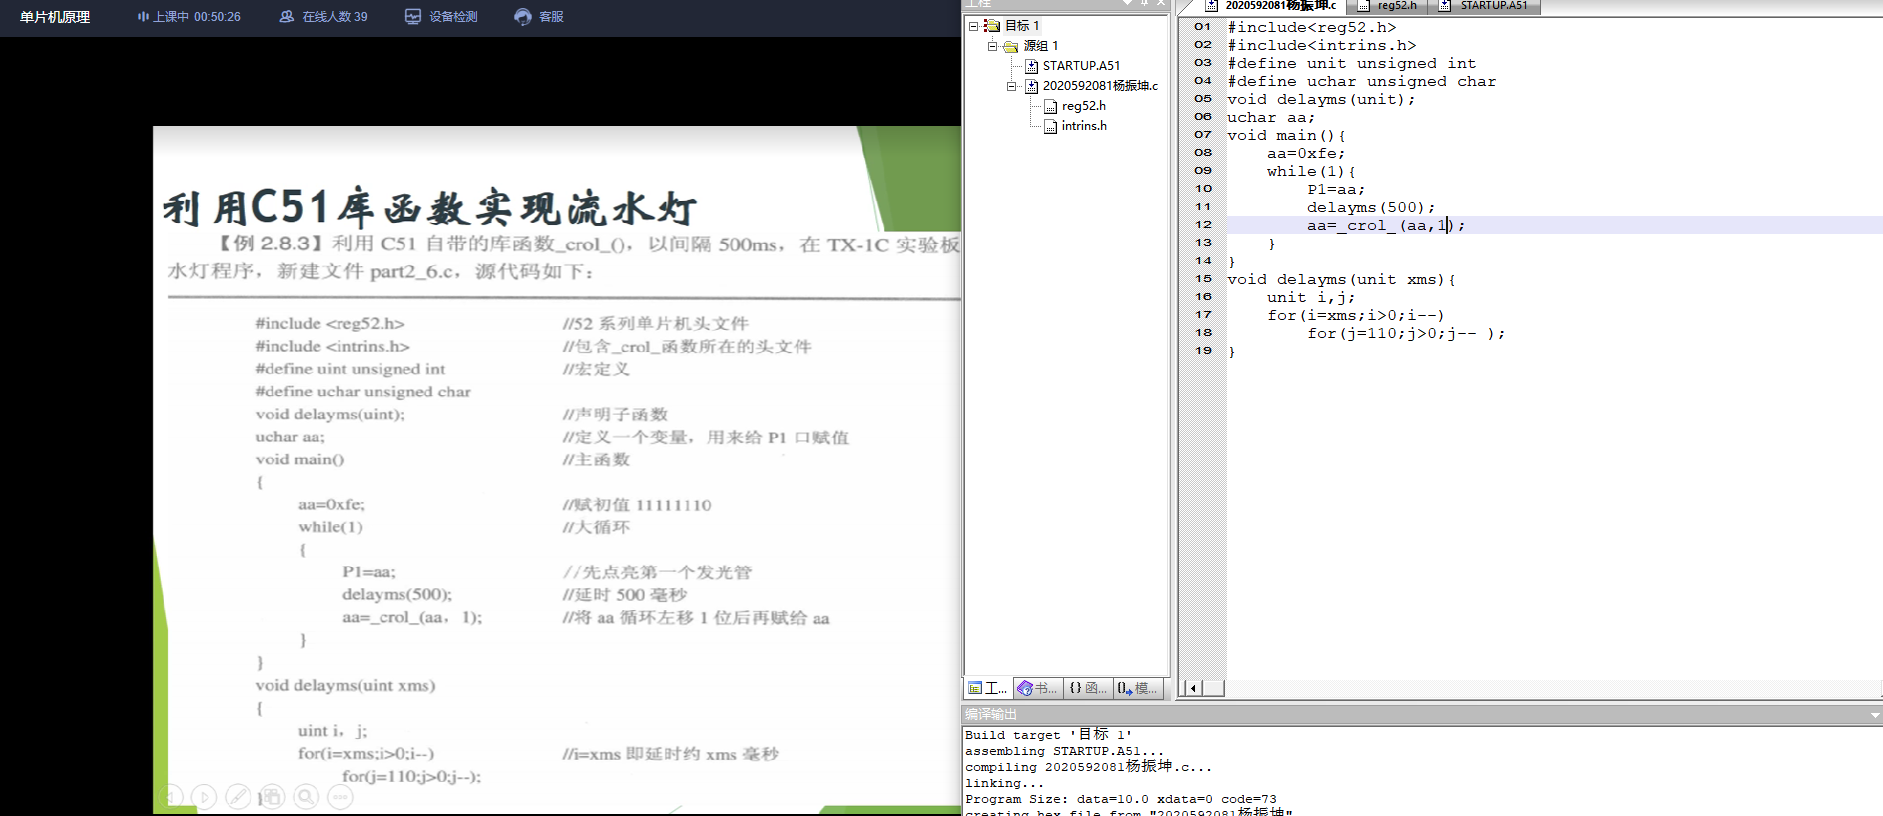 单片机原理 上课中 00:50:26 在线人数 39 设备检测 客服
利用C51库函数实现流水灯
【例 2.8.3】利用 C51 自带的库函数_crol_(), 以间隔 500ms, 在 TX-1C 实验板
水灯程序, 新建文件 part2_6.c, 源代码如下:
#include <reg52.h> //52 系列单片机头文件
#include <intrins.h> //包含_crol_函数所在的头文件
#define uint unsigned int //宏定义
#define uchar unsigned char
void delayms(uint); //声明子函数
uchar aa; //定义一个变量, 用来给 P1 口赋值
void main() //主函数
{
aa=0xfe; //赋初值 11111110
while(1) //大循环
{
P1=aa; //先点亮第一个发光管
delayms(500); //延时 500 毫秒
aa=_crol_(aa, 1); //将 aa 循环左移 1 位后再赋给 aa
}
}
void delayms(uint xms)
{
uint i, j;
for(i=xms;i>0;i--) //i=xms 即延时约 xms 毫秒
for(j=110;j>0;j--);
}
工程
目标 1
源组 1
STARTUP.A51
2020592081杨振坤.c
reg52.h
intrins.h
工... 书... {} 函... 模...
2020592081杨振坤.c reg52.h STARTUP.A51
01 #include<reg52.h>
02 #include<intrins.h>
03 #define unit unsigned int
04 #define uchar unsigned char
05 void delayms(unit);
06 uchar aa;
07 void main(){
08 aa=0xfe;
09 while(1){
10 P1=aa;
11 delayms(500);
12 aa=_crol_(aa,1);
13 }
14 }
15 void delayms(unit xms){
16 unit i,j;
17 for(i=xms;i>0;i--)
18 for(j=110;j>0;j-- );
19 }
编译输出
Build target '目标 1'
assembling STARTUP.A51...
compiling 2020592081杨振坤.c...
linking...
Program Size: data=10.0 xdata=0 code=73
creating hex file from "2020592081杨振坤"